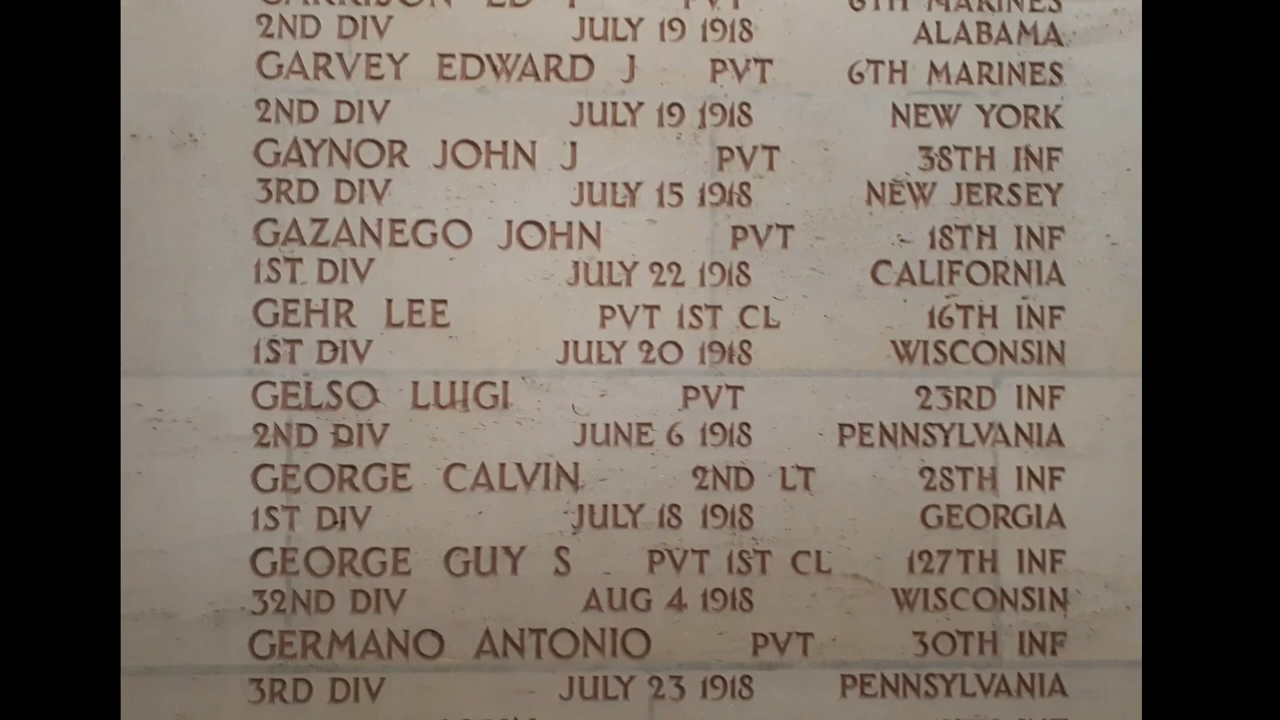 GARRISON ED F PVT 6TH MARINES
2ND DIV JULY 19 1918 ALABAMA
GARVEY EDWARD J PVT 6TH MARINES
2ND DIV JULY 19 1918 NEW YORK
GAYNOR JOHN J PVT 38TH INF
3RD DIV JULY 15 1918 NEW JERSEY
GAZANEGO JOHN PVT 18TH INF
1ST DIV JULY 22 1918 CALIFORNIA
GEHR LEE PVT 1ST CL 16TH INF
1ST DIV JULY 20 1918 WISCONSIN
GELSO LUIGI PVT 23RD INF
2ND DIV JUNE 6 1918 PENNSYLVANIA
GEORGE CALVIN 2ND LT 28TH INF
1ST DIV JULY 18 1918 GEORGIA
GEORGE GUY S PVT 1ST CL 127TH INF
32ND DIV AUG 4 1918 WISCONSIN
GERMANO ANTONIO PVT 30TH INF
3RD DIV JULY 23 1918 PENNSYLVANIA